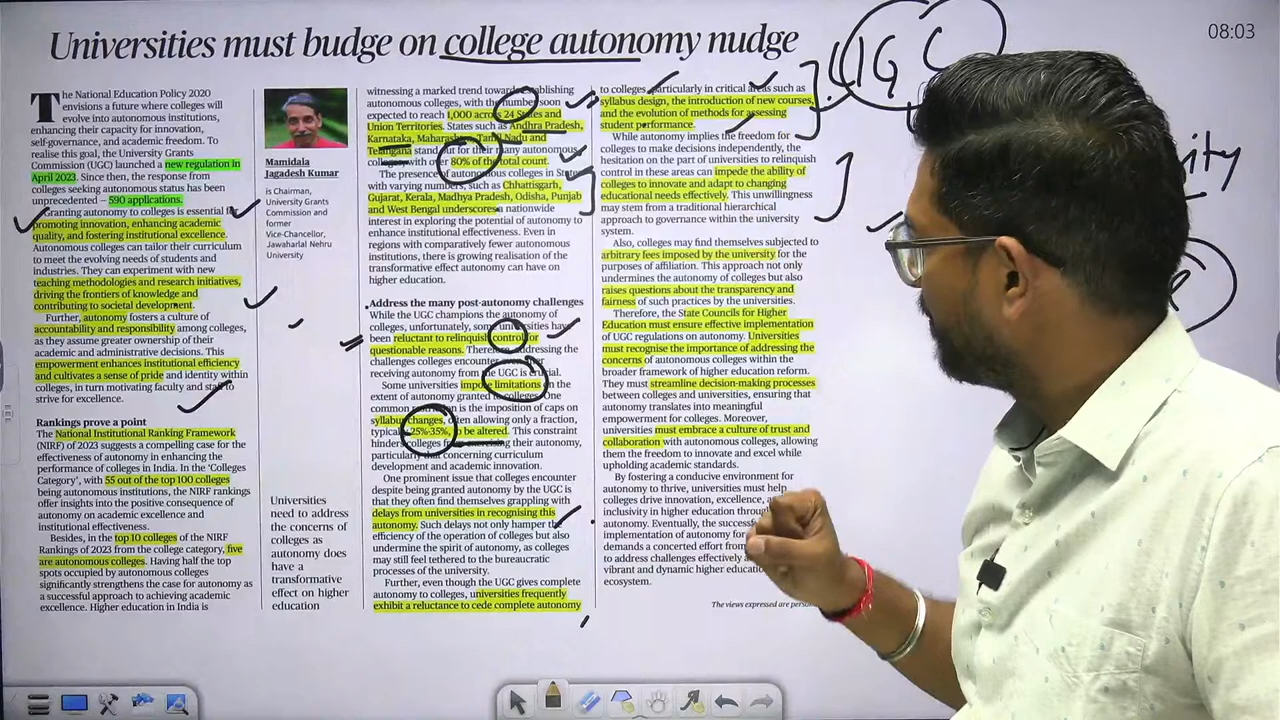 Universities must budge on college autonomy nudge
08:03
UGC
The National Education Policy 2020
envisions a future where colleges will
evolve into autonomous institutions,
enhancing their capacity for innovation,
self-governance, and academic freedom. To
realise this goal, the University Grants
Commission (UGC) launched a new regulation in
April 2023. Since then, the response from
colleges seeking autonomous status has been
unprecedented – 590 applications.
Granting autonomy to colleges is essential for
promoting innovation, enhancing academic
quality, and fostering institutional excellence.
Autonomous colleges can tailor their curriculum
to meet the evolving needs of students and
industries. They can experiment with new
teaching methodologies and research initiatives,
driving the frontiers of knowledge and
contributing to societal development.
Further, autonomy fosters a culture of
accountability and responsibility among colleges,
as they assume greater ownership of their
academic and administrative decisions. This
empowerment enhances institutional efficiency
and cultivates a sense of pride and identity within
colleges, in turn motivating faculty and staff to
strive for excellence.
Rankings prove a point
The National Institutional Ranking Framework
(NIRF) of 2023 suggests a compelling case for the
effectiveness of autonomy in enhancing the
performance of colleges in India. In the ‘Colleges
Category’, with 55 out of the top 100 colleges
being autonomous institutions, the NIRF rankings
offer insights into the positive consequence of
autonomy on academic excellence and
institutional effectiveness.
Besides, in the top 10 colleges of the NIRF
Rankings of 2023 from the college category, five
are autonomous colleges. Having half the top
spots occupied by autonomous colleges
significantly strengthens the case for autonomy as
a successful approach to achieving academic
excellence. Higher education in India is
Mamidala
Jagadesh Kumar
is Chairman,
University Grants
Commission and
former
Vice-Chancellor,
Jawaharlal Nehru
University
Universities
need to address
the concerns of
colleges as
autonomy does
have a
transformative
effect on higher
education
witnessing a marked trend towards establishing
autonomous colleges, with the number soon
expected to reach 1,000 across 24 States and
Union Territories. States such as Andhra Pradesh,
Karnataka, Maharashtra, Tamil Nadu and
Telangana stand out for their many autonomous
colleges, with over 80% of the total count.
The presence of autonomous colleges in States
with varying numbers, such as Chhattisgarh,
Gujarat, Kerala, Madhya Pradesh, Odisha, Punjab
and West Bengal underscores a nationwide
interest in exploring the potential of autonomy to
enhance institutional effectiveness. Even in
regions with comparatively fewer autonomous
institutions, there is growing realisation of the
transformative effect autonomy can have on
higher education.
Address the many post-autonomy challenges
While the UGC champions the autonomy of
colleges, unfortunately, some universities have
been reluctant to relinquish control for
questionable reasons. Therefore, addressing the
challenges colleges encounter after
receiving autonomy from the UGC is crucial.
Some universities impose limitations on the
extent of autonomy granted to colleges. One
common is the imposition of caps on
syllabus changes, often allowing only a fraction,
typically 25%-35%, to be altered. This constraint
hinders colleges from exercising their autonomy,
particularly concerning curriculum
development and academic innovation.
One prominent issue that colleges encounter
despite being granted autonomy by the UGC is
that they often find themselves grappling with
delays from universities in recognising this
autonomy. Such delays not only hamper the
efficiency of the operation of colleges but also
undermine the spirit of autonomy, as colleges
may still feel tethered to the bureaucratic
processes of the university.
Further, even though the UGC gives complete
autonomy to colleges, universities frequently
exhibit a reluctance to cede complete autonomy
to colleges, particularly in critical areas such as
syllabus design, the introduction of new courses,
and the evolution of methods for assessing
student performance.
While autonomy implies the freedom for
colleges to make decisions independently, the
hesitation on the part of universities to relinquish
control in these areas can impede the ability of
colleges to innovate and adapt to changing
educational needs effectively. This unwillingness
may stem from a traditional hierarchical
approach to governance within the university
system.
Also, colleges may find themselves subjected to
arbitrary fees imposed by the university for the
purposes of affiliation. This approach not only
undermines the autonomy of colleges but also
raises questions about the transparency and
fairness of such practices by the universities.
Therefore, the State Councils for Higher
Education must ensure effective implementation
of UGC regulations on autonomy. Universities
must recognise the importance of addressing the
concerns of autonomous colleges within the
broader framework of higher education reform.
They must streamline decision-making processes
between colleges and universities, ensuring that
autonomy translates into meaningful
empowerment for colleges. Moreover,
universities must embrace a culture of trust and
collaboration with autonomous colleges, allowing
them the freedom to innovate and excel while
upholding academic standards.
By fostering a conducive environment for
autonomy to thrive, universities must help
colleges drive innovation, excellence,
inclusivity in higher education
autonomy. Eventually, the
implementation of autonomy for
demands a concerted effort from
to address challenges effectively
vibrant and dynamic higher
ecosystem.
The views expressed are